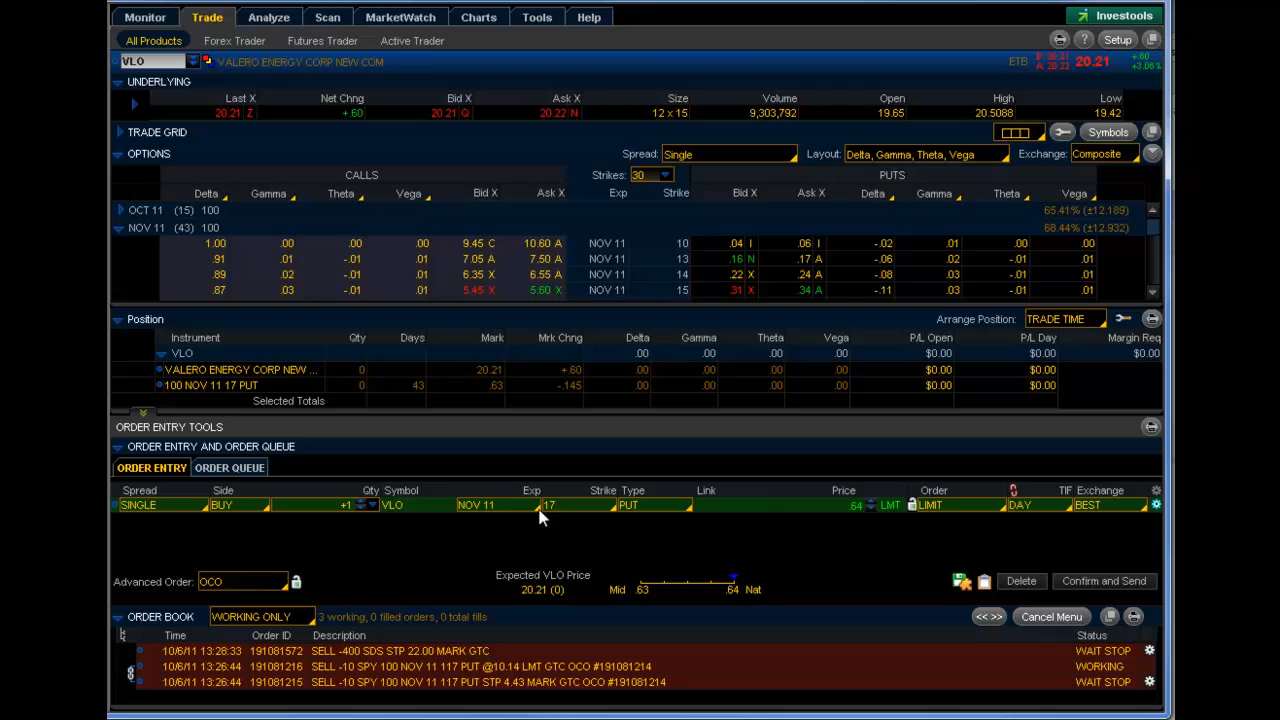 Monitor Trade Analyze Scan MarketWatch Charts Tools Help Investools
All Products Forex Trader Futures Trader Active Trader ? Setup
VLO VALERO ENERGY CORP NEW COM ETB B: 20.21 A: 20.22 20.21 +.60 +3.06%
UNDERLYING
Last X Net Chng Bid X Ask X Size Volume Open High Low
20.21 Z +.60 20.21 Q 20.22 N 12 x 15 9,303,792 19.65 20.5088 19.42
TRADE GRID Symbols
OPTIONS Spread: Single Layout: Delta, Gamma, Theta, Vega Exchange: Composite
CALLS Strikes: 30 PUTS
Delta Gamma Theta Vega Bid X Ask X Exp Strike Bid X Ask X Delta Gamma Theta Vega
OCT 11 (15) 100 65.41% (±12.189)
NOV 11 (43) 100 68.44% (±12.932)
1.00 .00 .00 .00 9.45 C 10.60 A NOV 11 10 .04 I .06 I -.02 .01 .00 .00
.91 .01 -.01 .01 7.05 A 7.50 A NOV 11 13 .16 N .17 A -.06 .02 -.01 .01
.89 .02 -.01 .01 6.35 X 6.55 A NOV 11 14 .22 X .24 A -.08 .03 -.01 .01
.87 .03 -.01 .01 5.45 X 5.60 X NOV 11 15 .31 X .34 A -.11 .03 -.01 .01
Position Arrange Position: TRADE TIME
Instrument Qty Days Mark Mrk Chng Delta Gamma Theta Vega P/L Open P/L Day Margin Req
VLO .00 .00 .00 .00 $0.00 $0.00 $0.00
VALERO ENERGY CORP NEW ... 0 20.21 +.60 .00 .00 .00 .00 $0.00 $0.00
100 NOV 11 17 PUT 0 43 .63 -.145 .00 .00 .00 .00 $0.00 $0.00
Selected Totals
ORDER ENTRY TOOLS
ORDER ENTRY AND ORDER QUEUE
ORDER ENTRY ORDER QUEUE
Spread Side Qty Symbol Exp Strike Type Link Price Order TIF Exchange
SINGLE BUY +1 VLO NOV 11 17 PUT .64 LMT LIMIT DAY BEST
Expected VLO Price
Advanced Order: OCO 20.21 (0) Mid .63 .64 Nat Delete Confirm and Send
ORDER BOOK WORKING ONLY 3 working, 0 filled orders, 0 total fills << >> Cancel Menu
Time Order ID Description Status
10/6/11 13:28:33 191081572 SELL -400 SDS STP 22.00 MARK GTC WAIT STOP
10/6/11 13:26:44 191081216 SELL -10 SPY 100 NOV 11 117 PUT @10.14 LMT GTC OCO #191081214 WORKING
10/6/11 13:26:44 191081215 SELL -10 SPY 100 NOV 11 117 PUT STP 4.43 MARK GTC OCO #191081214 WAIT STOP